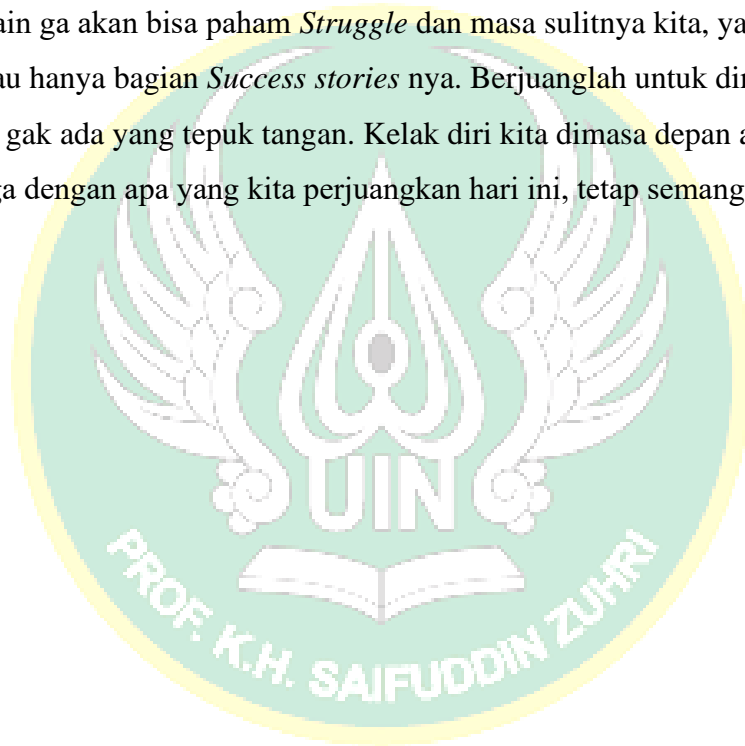 ain ga akan bisa paham Struggle dan masa sulitnya kita, ya
au hanya bagian Success stories nya. Berjuanglah untuk dir
gak ada yang tepuk tangan. Kelak diri kita dimasa depan a
ga dengan apa yang kita perjuangkan hari ini, tetap semang
UIN
PROF. K.H. SAIFUDDIN ZUHRI